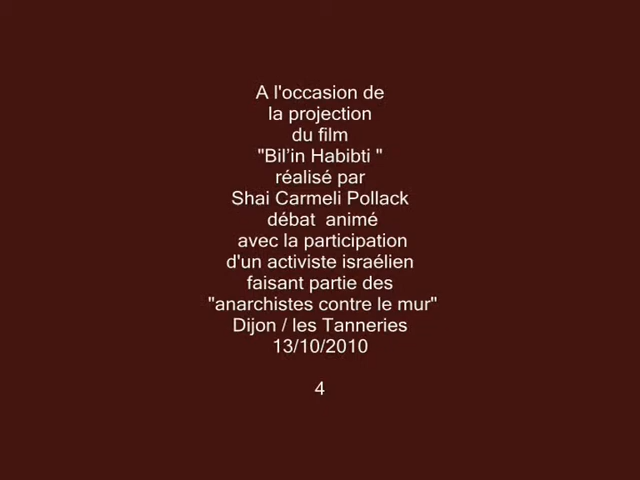 A l'occasion de
la projection
du film
"Bil’in Habibti "
réalisé par
Shai Carmeli Pollack
débat  animé
avec la participation
d'un activiste israélien
faisant partie des
"anarchistes contre le mur"
Dijon / les Tanneries
13/10/2010
4